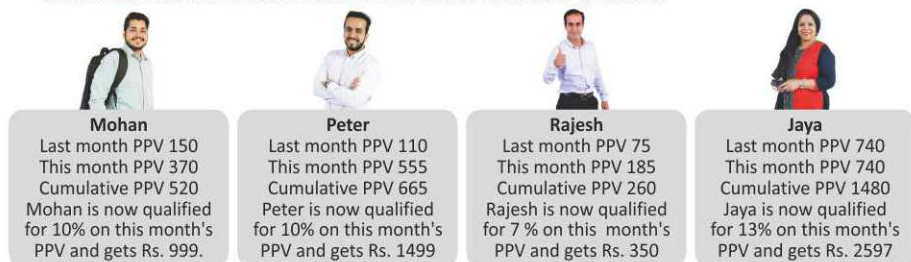 Mohan
Last month PPV 150
This month PPV 370
Cumulative PPV 520
Mohan is now qualified
for 10% on this month's
PPV and gets Rs. 999.
Peter
Last month PPV 110
This month PPV 555
Cumulative PPV 665
Peter is now qualified
for 10% on this month's
PPV and gets Rs. 1499
Rajesh
Last month PPV 75
This month PPV 185
Cumulative PPV 260
Rajesh is now qualified
for 7 % on this month's
PPV and gets Rs. 350
Jaya
Last month PPV 740
This month PPV 740
Cumulative PPV 1480
Jaya is now qualified
for 13% on this month's
PPV and gets Rs. 2597